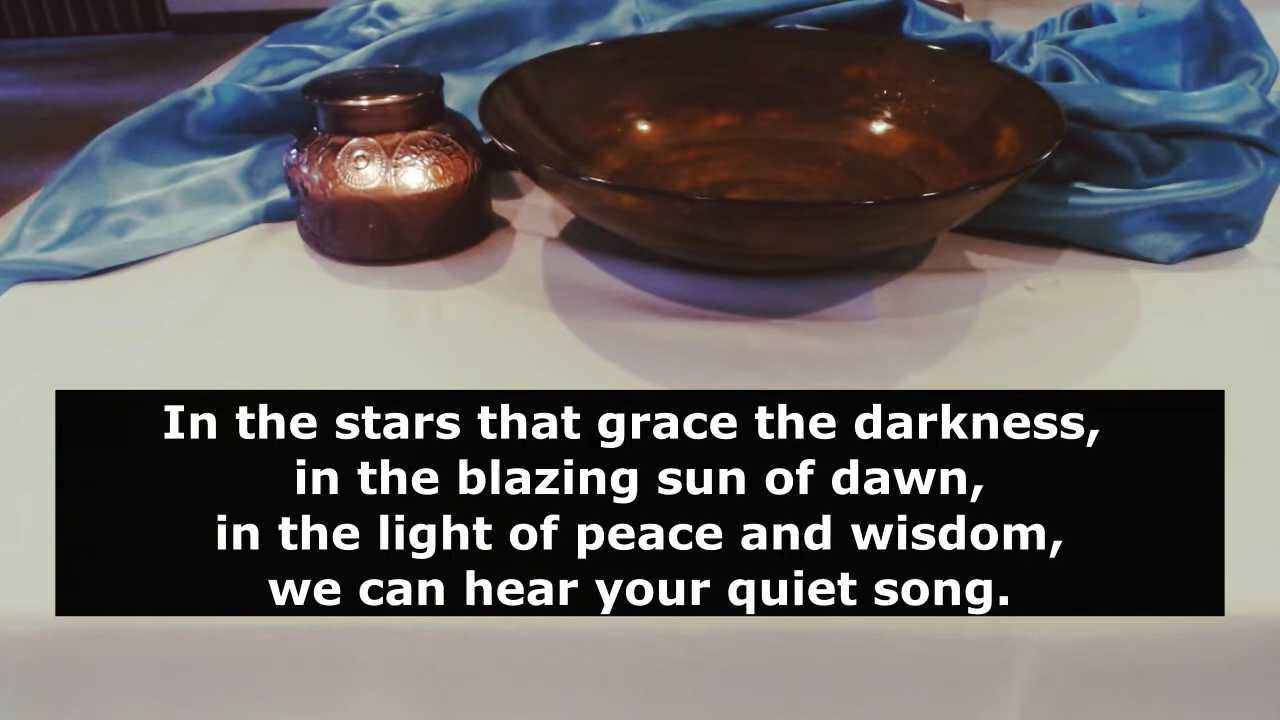 In the stars that grace the darkness,
in the blazing sun of dawn,
in the light of peace and wisdom,
we can hear your quiet song.